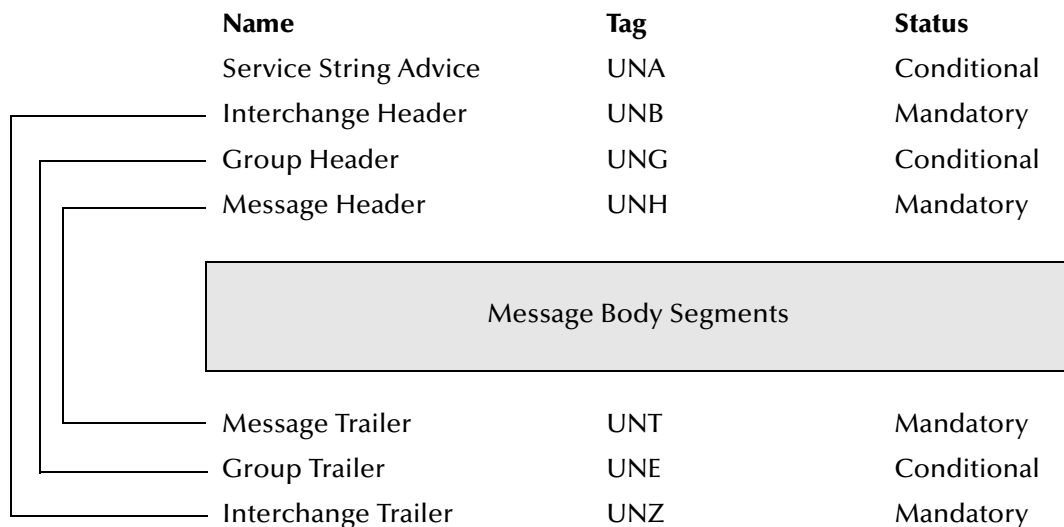 Name Tag Status
Service String Advice UNA Conditional
Interchange Header UNB Mandatory
Group Header UNG Conditional
Message Header UNH Mandatory
Message Body Segments
Message Trailer UNT Mandatory
Group Trailer UNE Conditional
Interchange Trailer UNZ Mandatory